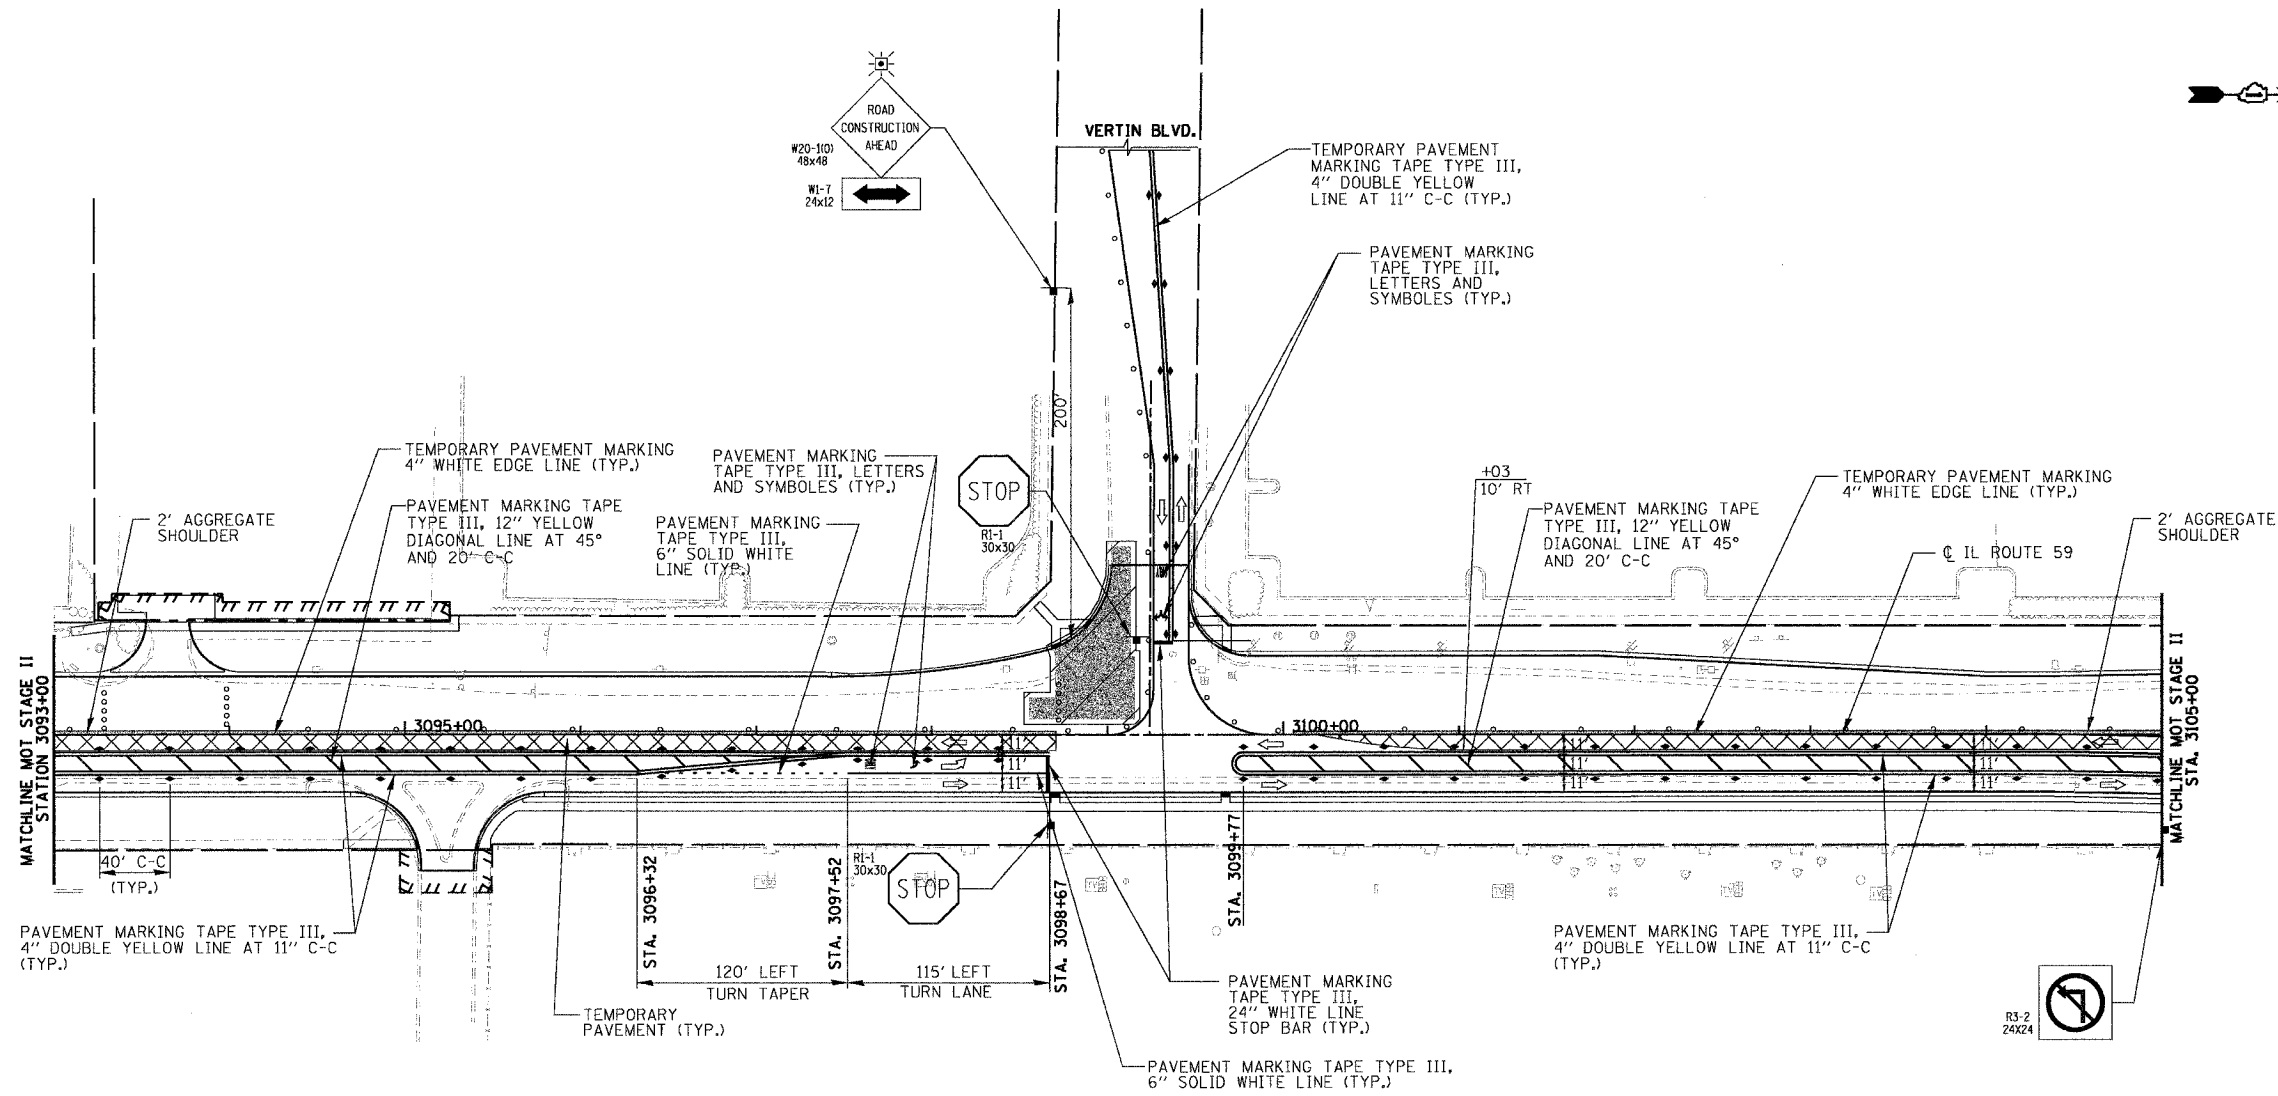 ROAD
CONSTRUCTION
AHEAD
W20-1(O)
48x48
W1-7
24x12
VERTIN BLVD.
TEMPORARY PAVEMENT
MARKING TAPE TYPE III,
4" DOUBLE YELLOW
LINE AT 11" C-C (TYP.)
PAVEMENT MARKING
TAPE TYPE III,
LETTERS AND
SYMBOLES (TYP.)
200'
TEMPORARY PAVEMENT MARKING
4" WHITE EDGE LINE (TYP.)
PAVEMENT MARKING
TAPE TYPE III, LETTERS
AND SYMBOLES (TYP.)
STOP
R1-1
30x30
+03
10' RT
TEMPORARY PAVEMENT MARKING
4" WHITE EDGE LINE (TYP.)
2' AGGREGATE
SHOULDER
PAVEMENT MARKING TAPE
TYPE III, 12" YELLOW
DIAGONAL LINE AT 45°
AND 20' C-C
PAVEMENT MARKING
TAPE TYPE III,
6" SOLID WHITE
LINE (TYP.)
PAVEMENT MARKING TAPE
TYPE III, 12" YELLOW
DIAGONAL LINE AT 45°
AND 20' C-C
℄ IL ROUTE 59
2' AGGREGATE
SHOULDER
MATCHLINE MOT STAGE II
STATION 3093+00
3095+00
3100+00
MATCHLINE MOT STAGE II
STA. 3105+00
11'
11'
11'
11'
11'
11'
11'
11'
11'
40' C-C
(TYP.)
R1-1
30x30
STOP
STA. 3096+32
STA. 3097+52
STA. 3098+67
STA. 3099+77
PAVEMENT MARKING TAPE TYPE III,
4" DOUBLE YELLOW LINE AT 11" C-C
(TYP.)
120' LEFT
TURN TAPER
115' LEFT
TURN LANE
TEMPORARY
PAVEMENT (TYP.)
PAVEMENT MARKING
TAPE TYPE III,
24" WHITE LINE
STOP BAR (TYP.)
PAVEMENT MARKING TAPE TYPE III,
4" DOUBLE YELLOW LINE AT 11" C-C
(TYP.)
R3-2
24X24
PAVEMENT MARKING TAPE TYPE III,
6" SOLID WHITE LINE (TYP.)